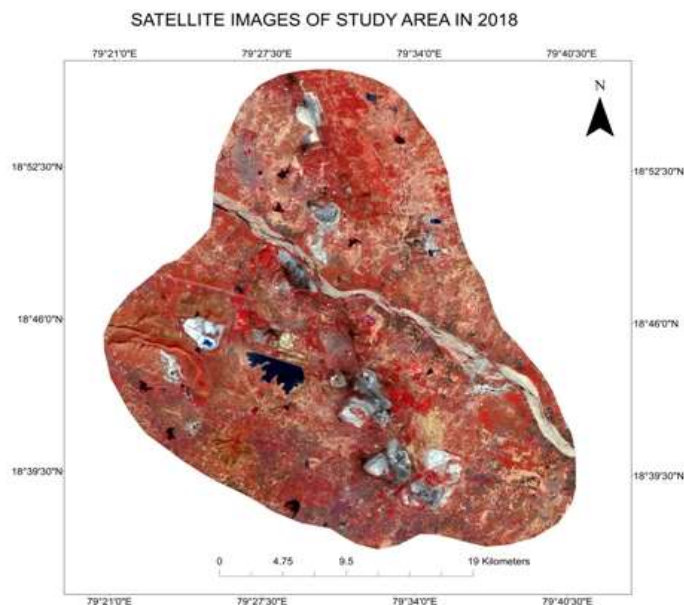 SATELLITE IMAGES OF STUDY AREA IN 2018
79°21'0"E 79°27'30"E 79°34'0"E 79°40'30"E
N
18°52'30"N 18°52'30"N
18°46'0"N 18°46'0"N
18°39'30"N 18°39'30"N
0 4.75 9.5 19 Kilometers
79°21'0"E 79°27'30"E 79°34'0"E 79°40'30"E